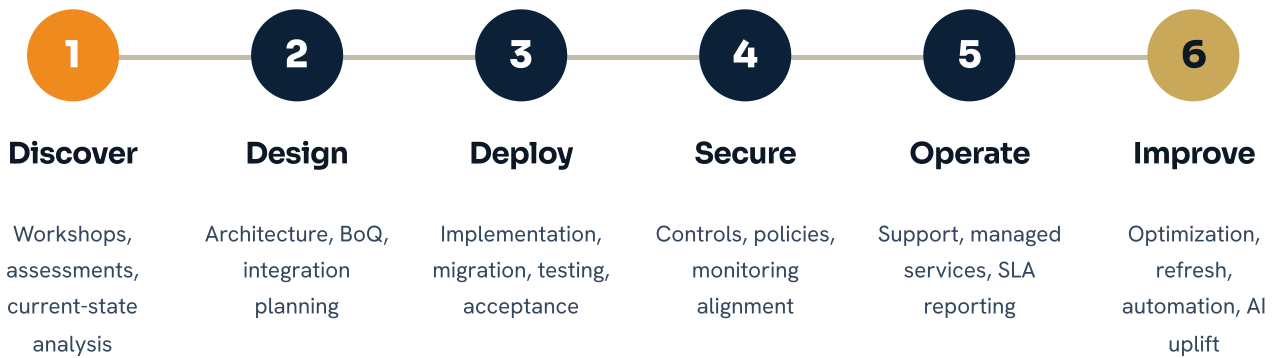 1
Discover
Workshops,
assessments,
current-state
analysis
2
Design
Architecture, BoQ,
integration
planning
3
Deploy
Implementation,
migration, testing,
acceptance
4
Secure
Controls, policies,
monitoring
alignment
5
Operate
Support, managed
services, SLA
reporting
6
Improve
Optimization,
refresh,
automation, AI
uplift